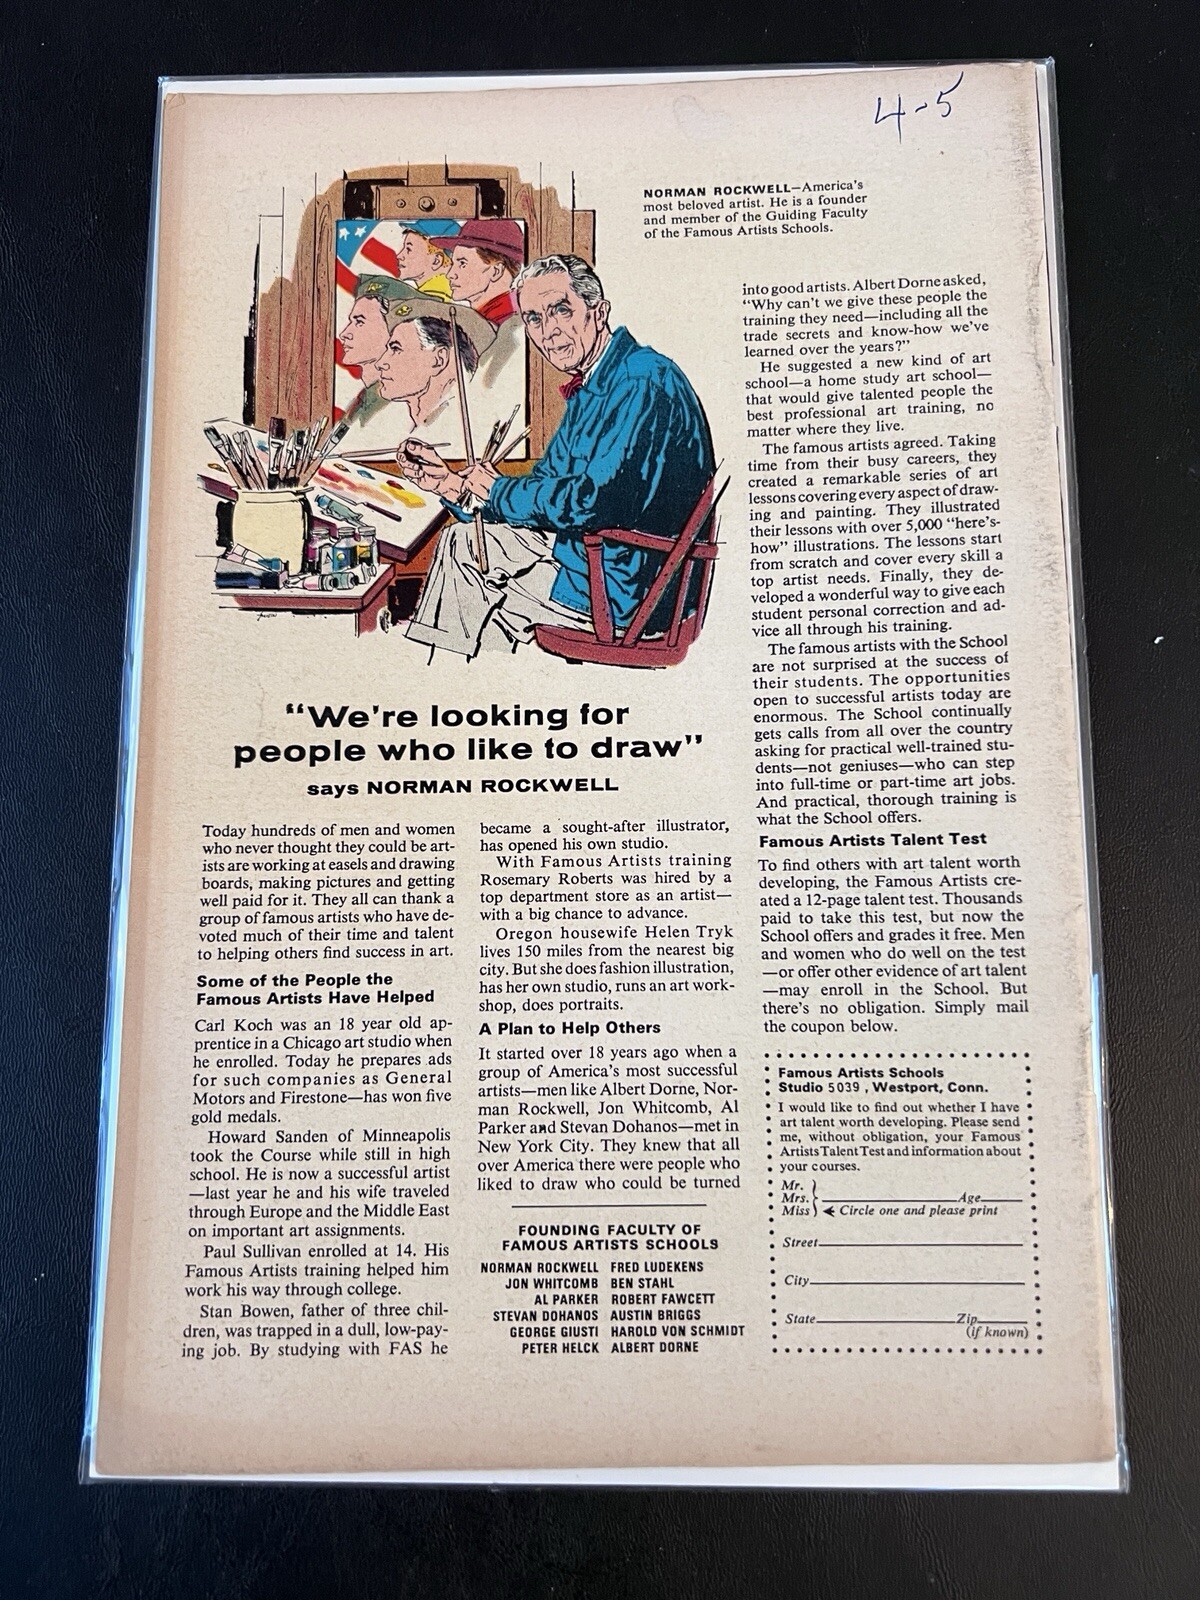 4-5
NORMAN ROCKWELL—America's
most beloved artist. He is a founder
and member of the Guiding Faculty
of the Famous Artists Schools.
"We're looking for
people who like to draw"
says NORMAN ROCKWELL
Today hundreds of men and women
who never thought they could be art-
ists are working at easels and drawing
boards, making pictures and getting
well paid for it. They all can thank a
group of famous artists who have de-
voted much of their time and talent
to helping others find success in art.
Some of the People the
Famous Artists Have Helped
Carl Koch was an 18 year old ap-
prentice in a Chicago art studio when
he enrolled. Today he prepares ads
for such companies as General
Motors and Firestone—has won five
gold medals.
Howard Sanden of Minneapolis
took the Course while still in high
school. He is now a successful artist
—last year he and his wife traveled
through Europe and the Middle East
on important art assignments.
Paul Sullivan enrolled at 14. His
Famous Artists training helped him
work his way through college.
Stan Bowen, father of three chil-
dren, was trapped in a dull, low-pay-
ing job. By studying with FAS he
became a sought-after illustrator,
has opened his own studio.
With Famous Artists training
Rosemary Roberts was hired by a
top department store as an artist—
with a big chance to advance.
Oregon housewife Helen Tryk
lives 150 miles from the nearest big
city. But she does fashion illustration,
has her own studio, runs an art work-
shop, does portraits.
A Plan to Help Others
It started over 18 years ago when a
group of America's most successful
artists—men like Albert Dorne, Nor-
man Rockwell, Jon Whitcomb, Al
Parker and Stevan Dohanos—met in
New York City. They knew that all
over America there were people who
liked to draw who could be turned
into good artists. Albert Dorne asked,
"Why can't we give these people the
training they need—including all the
trade secrets and know-how we've
learned over the years?"
He suggested a new kind of art
school—a home study art school—
that would give talented people the
best professional art training, no
matter where they live.
The famous artists agreed. Taking
time from their busy careers, they
created a remarkable series of art
lessons covering every aspect of draw-
ing and painting. They illustrated
their lessons with over 5,000 "here's-
how" illustrations. The lessons start
from scratch and cover every skill a
top artist needs. Finally, they de-
veloped a wonderful way to give each
student personal correction and ad-
vice all through his training.
The famous artists with the School
are not surprised at the success of
their students. The opportunities
open to successful artists today are
enormous. The School continually
gets calls from all over the country
asking for practical well-trained stu-
dents—not geniuses—who can step
into full-time or part-time art jobs.
And practical, thorough training is
what the School offers.
Famous Artists Talent Test
To find others with art talent worth
developing, the Famous Artists cre-
ated a 12-page talent test. Thousands
paid to take this test, but now the
School offers and grades it free. Men
and women who do well on the test
—or offer other evidence of art talent
—may enroll in the School. But
there's no obligation. Simply mail
the coupon below.
FOUNDING FACULTY OF
FAMOUS ARTISTS SCHOOLS
NORMAN ROCKWELL FRED LUDEKENS
JON WHITCOMB BEN STAHL
AL PARKER ROBERT FAWCETT
STEVAN DOHANOS AUSTIN BRIGGS
GEORGE GIUSTI HAROLD VON SCHMIDT
PETER HELCK ALBERT DORNE
Famous Artists Schools
Studio 5039, Westport, Conn.
I would like to find out whether I have
art talent worth developing. Please send
me, without obligation, your Famous
Artists Talent Test and information about
your courses.
Mr.
Mrs. Age
Miss Circle one and please print
Street
City
State Zip
(if known)